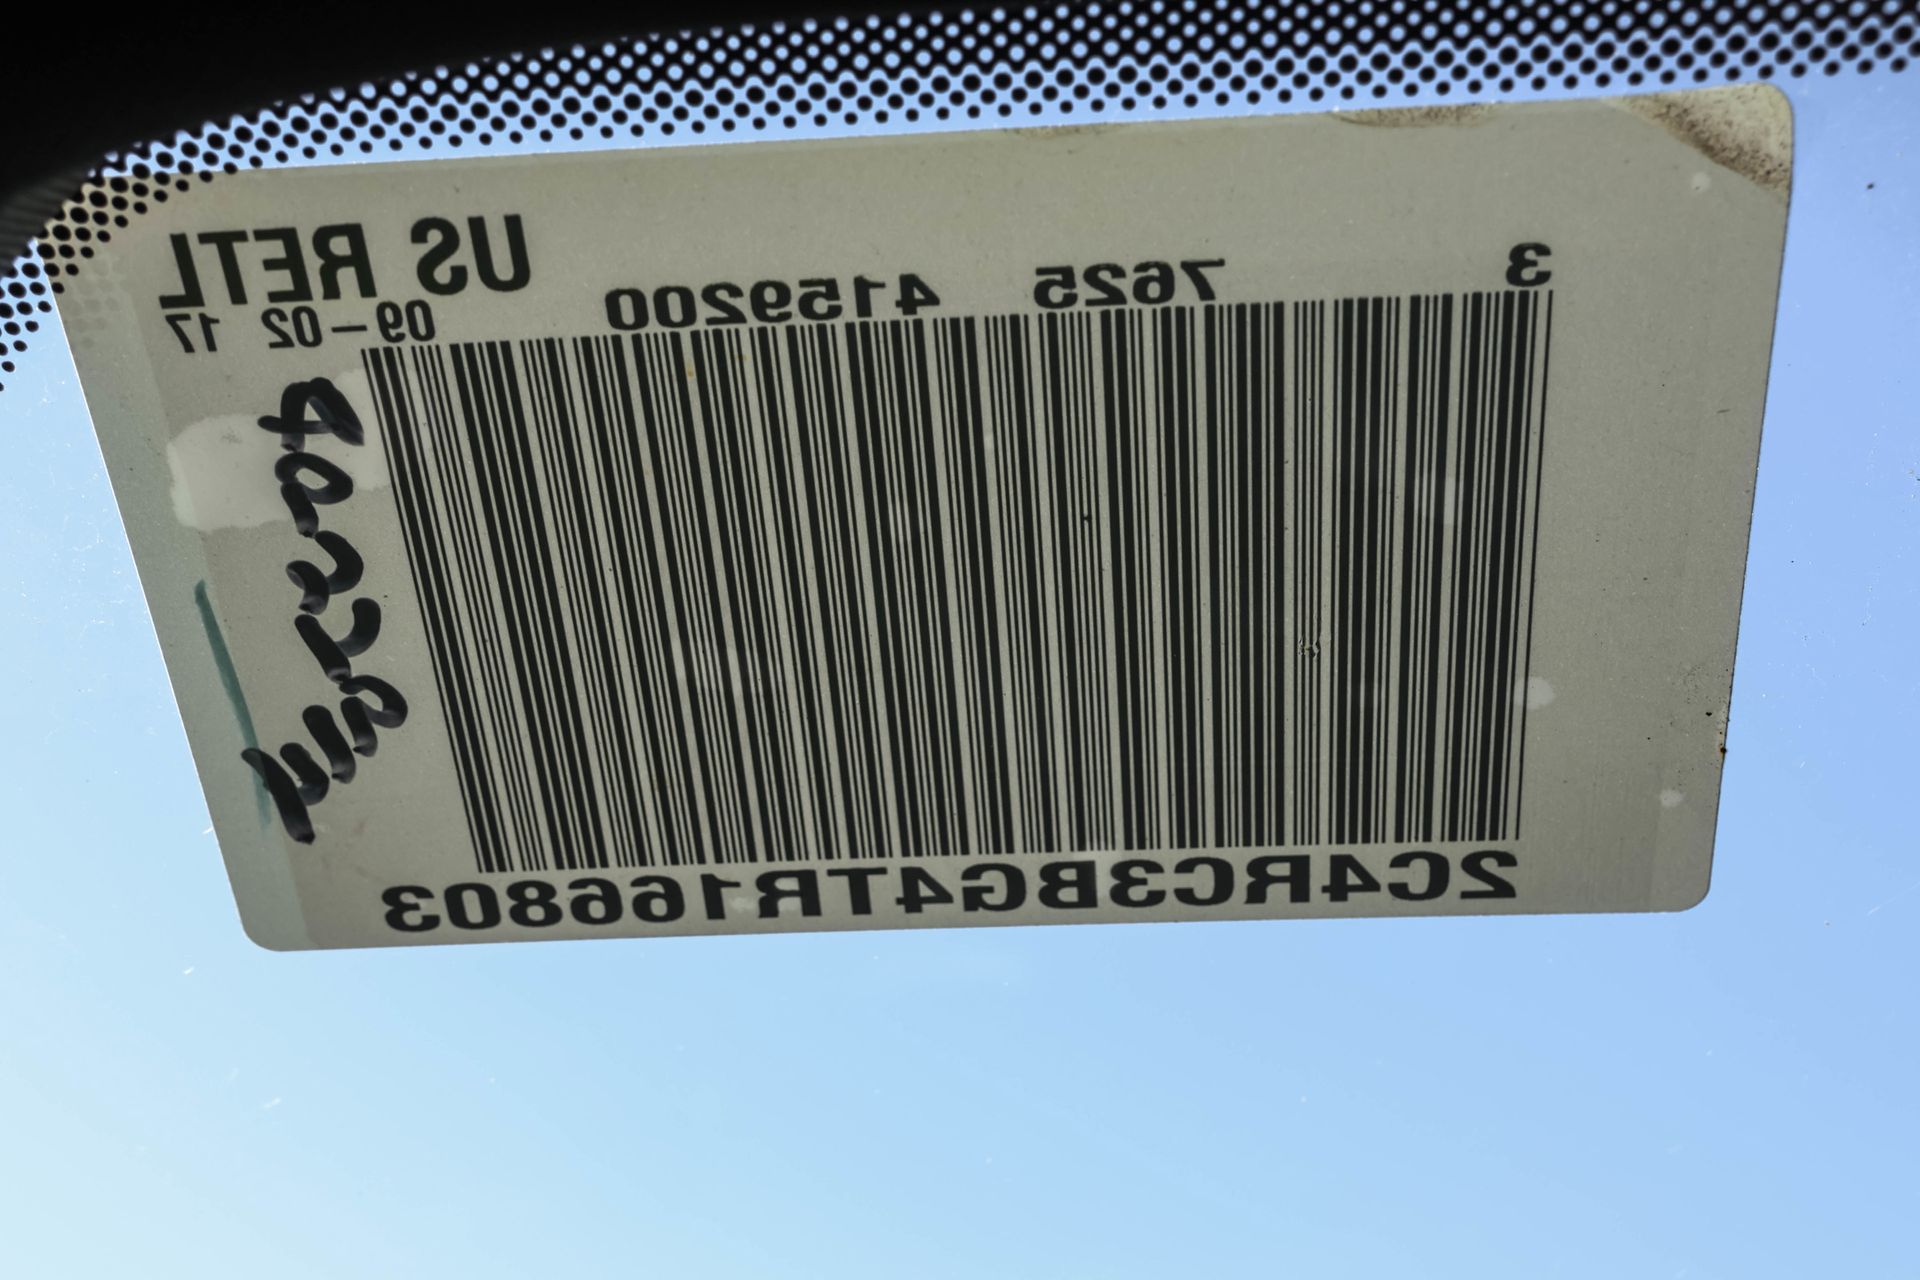 US RETL
3 7625 4159200 09-02 17
2C4RC3BG4TR166803